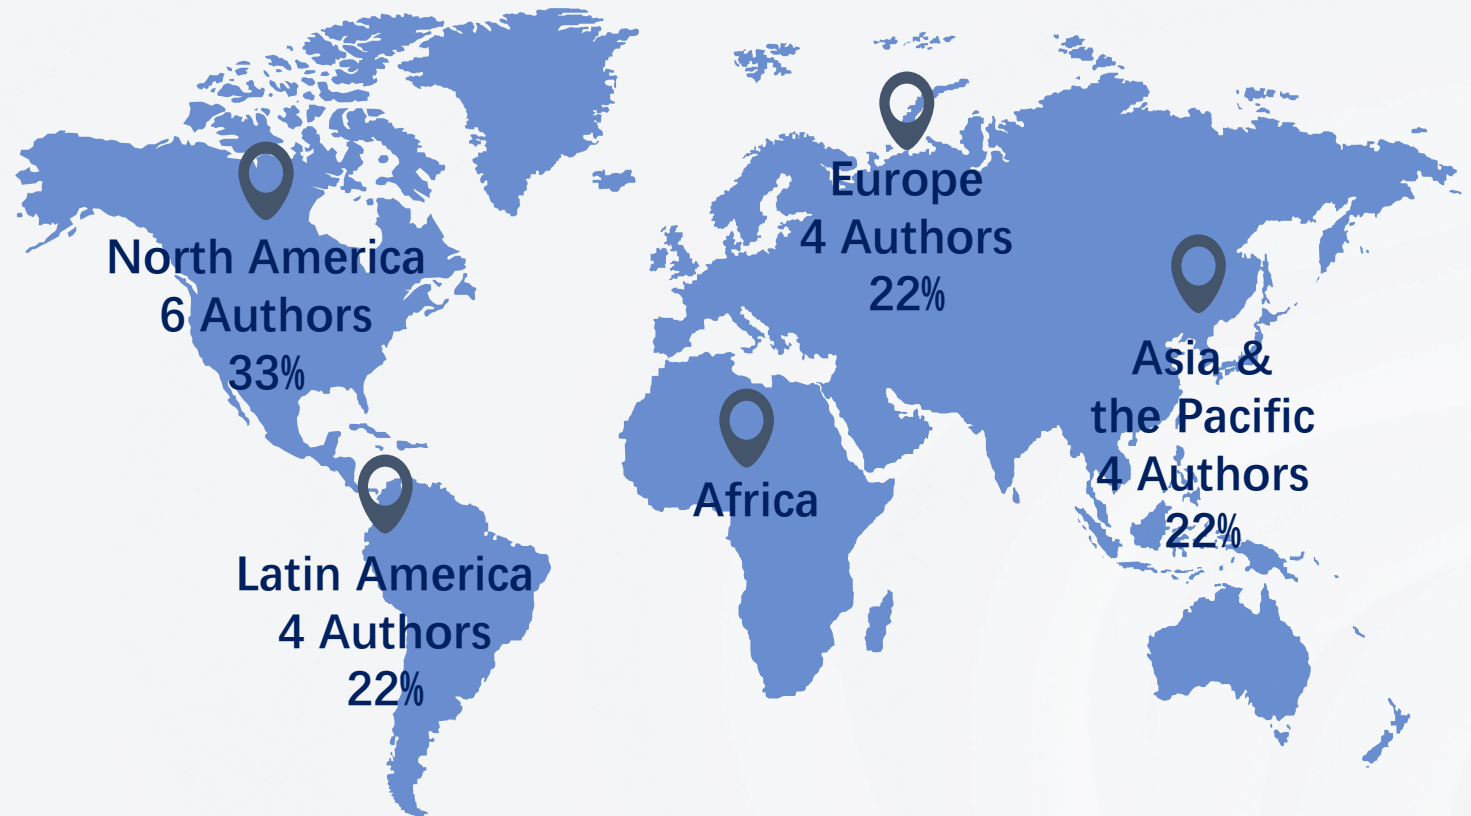 North America
6 Authors
33%
Latin America
4 Authors
22%
Europe
4 Authors
22%
Africa
Asia &
the Pacific
4 Authors
22%